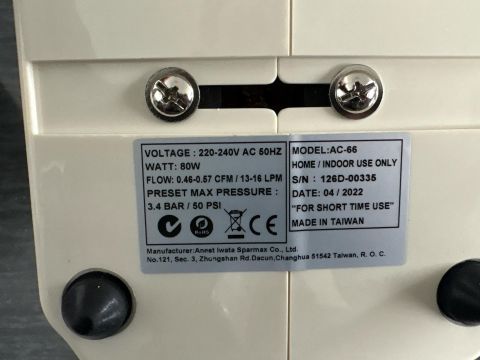 VOLTAGE : 220-240V AC 50HZ
WATT: 80W
FLOW: 0.46-0.57 CFM / 13-16 LPM
PRESET MAX PRESSURE :
3.4 BAR / 50 PSI
RoHS
CE
MODEL:AC-66
HOME / INDOOR USE ONLY
S/N : 126D-00335
DATE: 04 / 2022
"FOR SHORT TIME USE"
MADE IN TAIWAN
Manufacturer:Anest Iwata Sparmax Co., Ltd.
No.121, Sec. 3, Zhungshan Rd.Dacun,Changhua 51542 Taiwan, R. O. C.